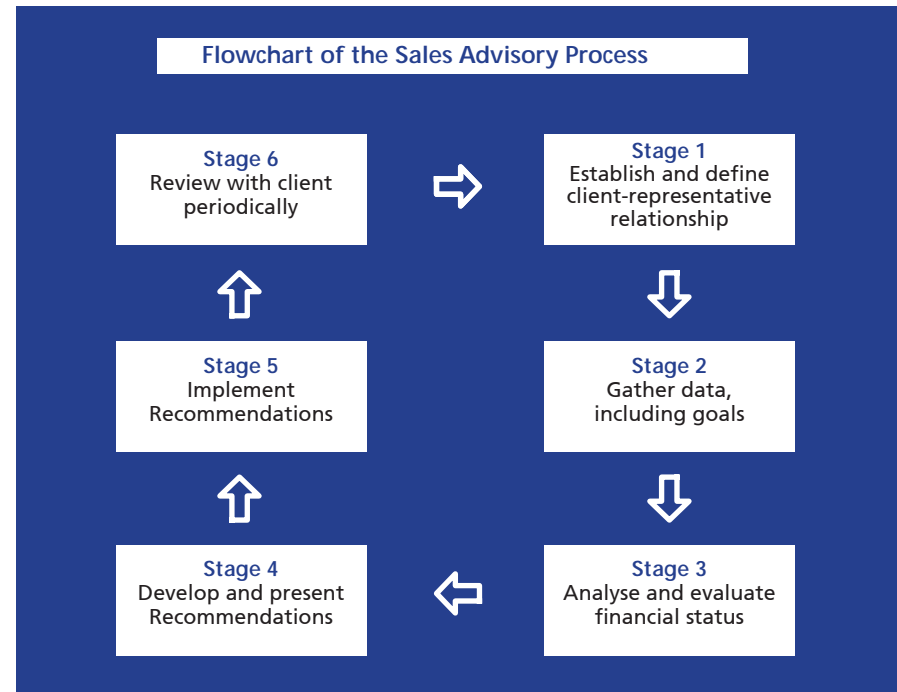 Flowchart of the Sales Advisory Process
Stage 6
Review with client
periodically
Stage 1
Establish and define
client-representative
relationship
Stage 5
Implement
Recommendations
Stage 2
Gather data,
including goals
Stage 4
Develop and present
Recommendations
Stage 3
Analyse and evaluate
financial status